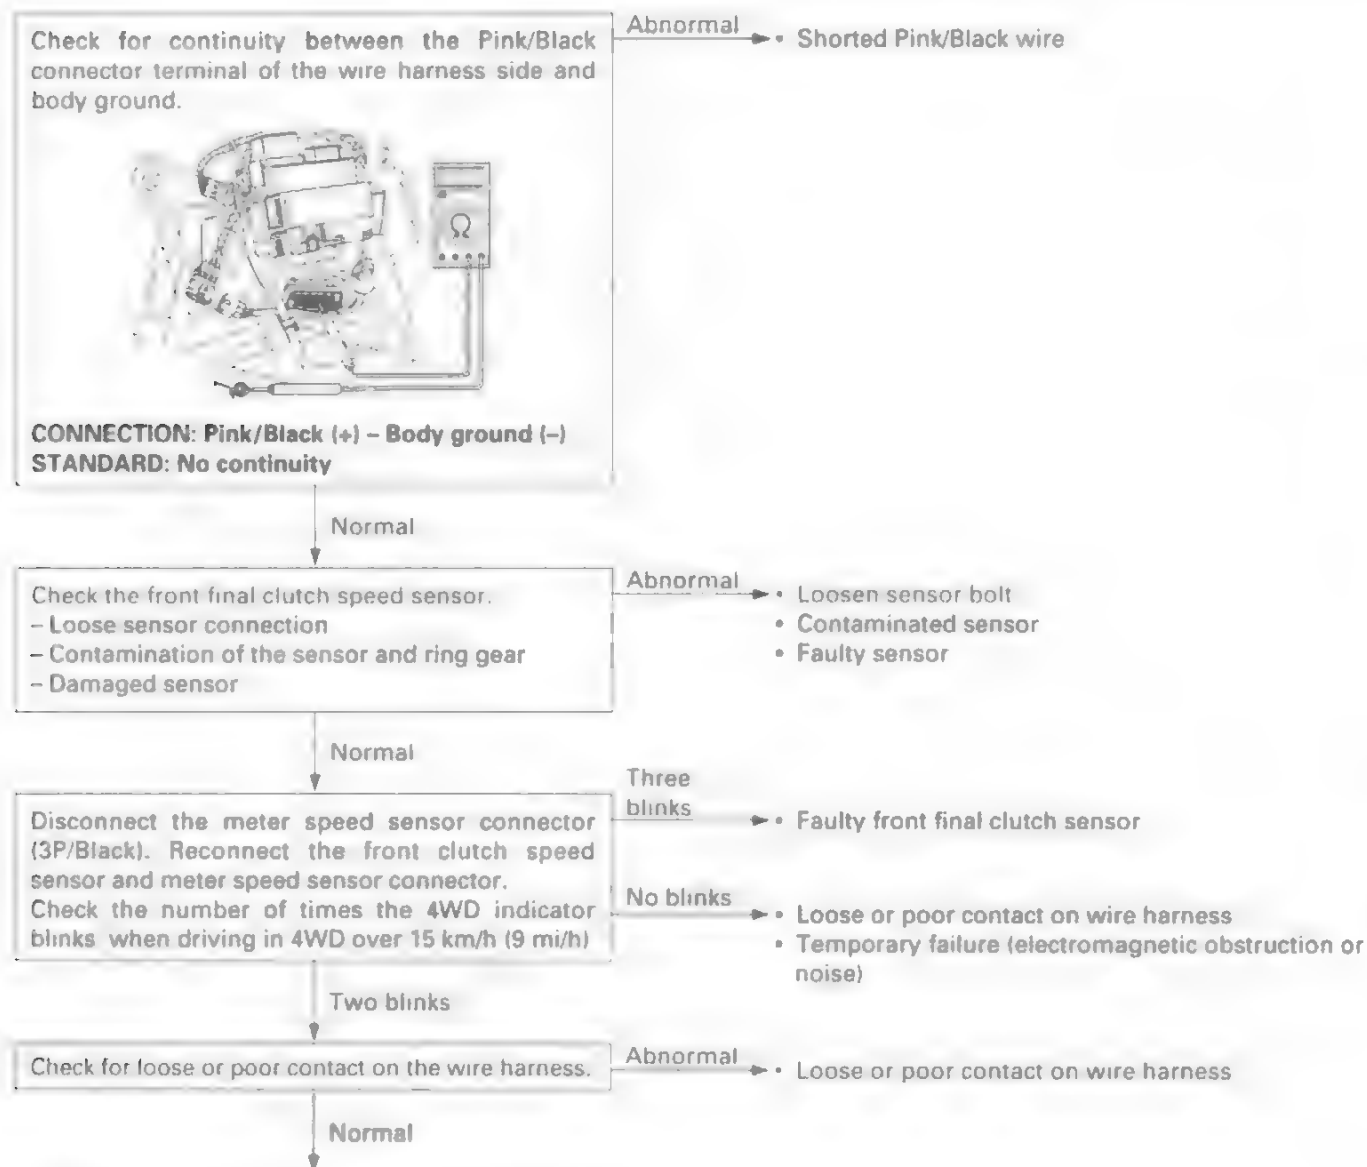 Check for continuity between the Pink/Black
connector terminal of the wire harness side and
body ground.
Abnormal
• Shorted Pink/Black wire
Ω
CONNECTION: Pink/Black (+) – Body ground (–)
STANDARD: No continuity
Normal
Check the front final clutch speed sensor.
– Loose sensor connection
– Contamination of the sensor and ring gear
– Damaged sensor
Abnormal
• Loosen sensor bolt
• Contaminated sensor
• Faulty sensor
Normal
Disconnect the meter speed sensor connector
(3P/Black). Reconnect the front clutch speed
sensor and meter speed sensor connector.
Check the number of times the 4WD indicator
blinks when driving in 4WD over 15 km/h (9 mi/h)
Three
blinks
• Faulty front final clutch sensor
No blinks
• Loose or poor contact on wire harness
• Temporary failure (electromagnetic obstruction or
noise)
Two blinks
Check for loose or poor contact on the wire harness.
Abnormal
• Loose or poor contact on wire harness
Normal